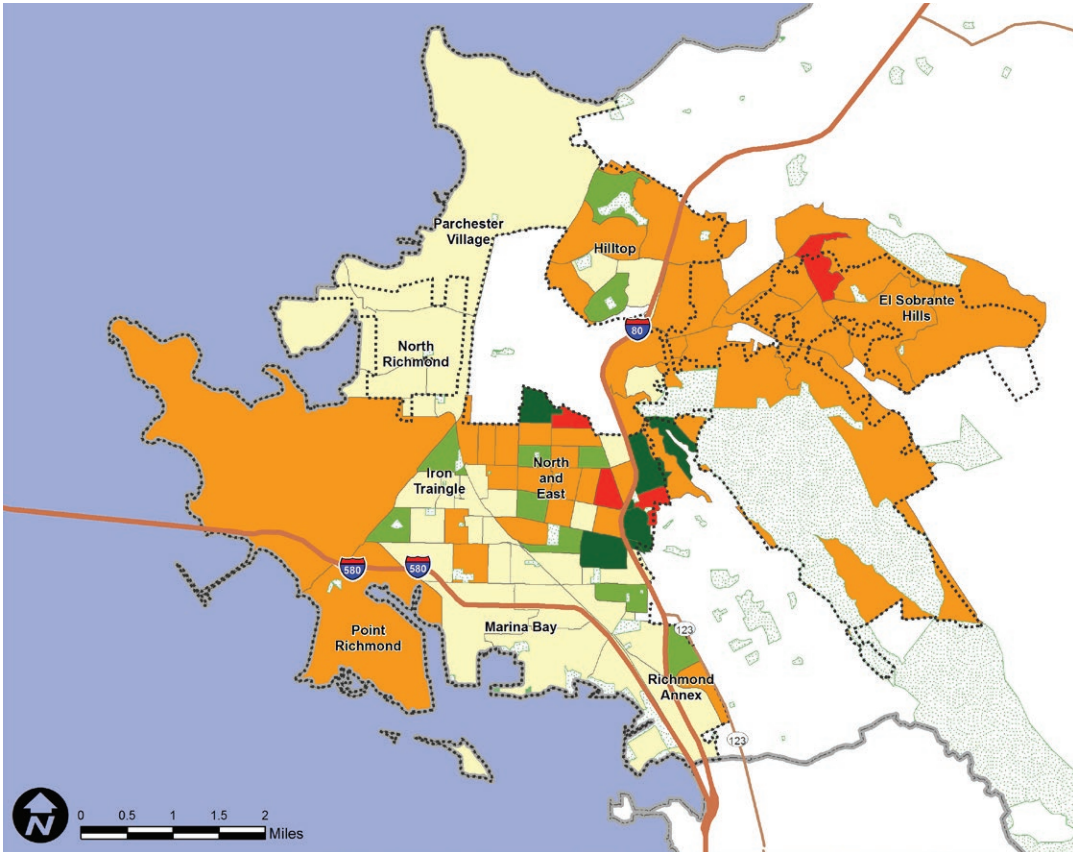 Parchester
Village
Hilltop
El Sobrante
Hills
80
North
Richmond
Iron
Traingle
North
and
East
580
580
Point
Richmond
Marina Bay
123
Richmond
Annex
123
N
0 0.5 1 1.5 2
Miles